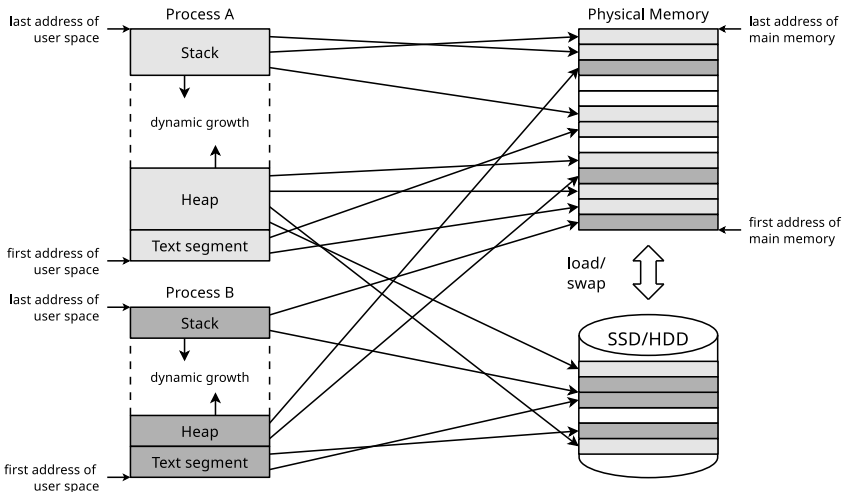 Process A
Physical Memory
last address of
user space
last address of
main memory
Stack
dynamic growth
Heap
Text segment
first address of
user space
first address of
main memory
load/
swap
Process B
last address of
user space
Stack
dynamic growth
Heap
Text segment
first address of
user space
SSD/HDD